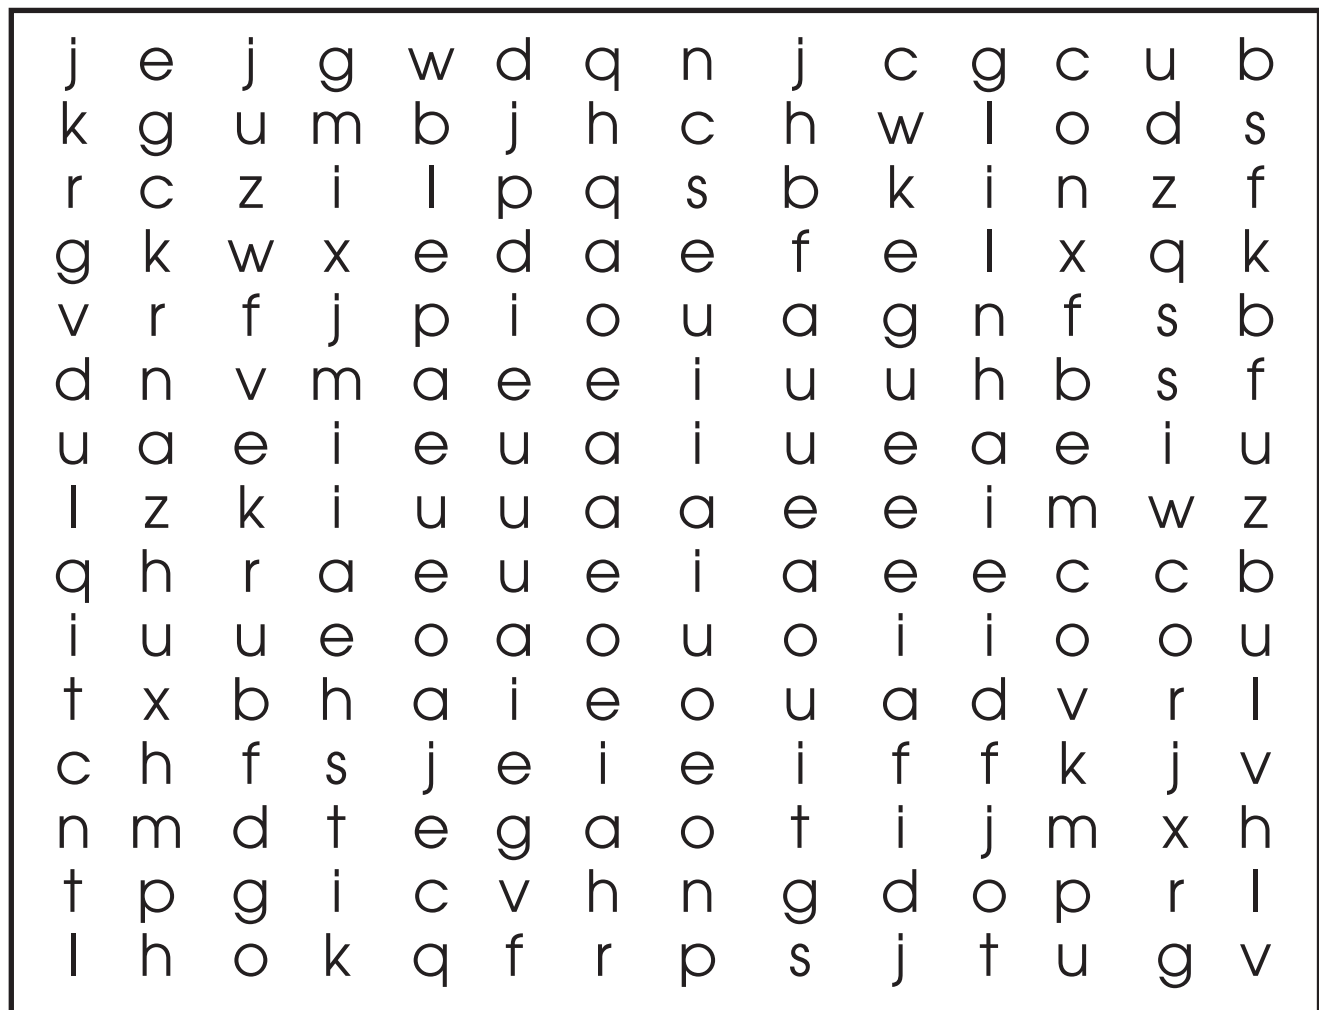 j e j g w d q n j c g c u b
k g u m b j h c h w l o d s
r c z i l p q s b k i n z f
g k w x e d a e f e l x q k
v r f j p i o u a g n f s b
d n v m a e e i u u h b s f
u a e i e u a i u e a e i u
l z k i u u a a e e i m w z
q h r a e u e i a e e c c b
i u u e o a o u o i i o o u
t x b h a i e o u a d v r l
c h f s j e i e i f f k j v
n m d t e g a o t i j m x h
t p g i c v h n g d o p r l
l h o k q f r p s j t u g v